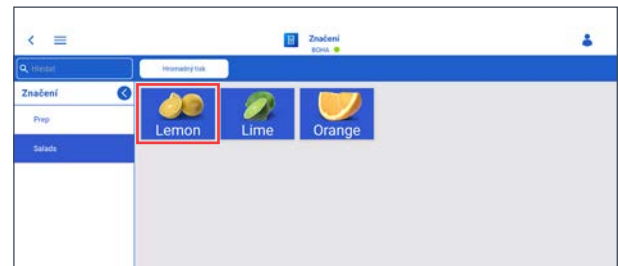 Značení
BOHA
Hledat
Hromadný tisk
Značení
Prep
Salads
Lemon
Lime
Orange